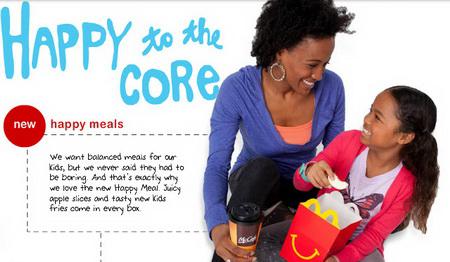 HAPPY to the
CORE
new happy meals
We want balanced meals for our
kids, but we never said they had to
be boring. And that's exactly why
we love the new Happy Meal. Juicy
apple slices and tasty new Kids
fries come in every box.
McCafé